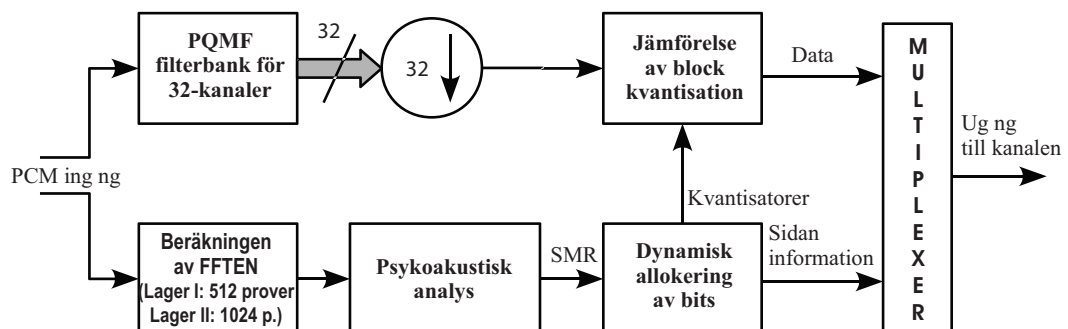 PQMF
filterbank för
32-kanaler
32
32
Jämförelse
av block
kvantisation
Data
MULTIPLEXER
Ug ng
till kanalen
PCM ing ng
Kvantisatorer
Beräkningen
av FFTEN
(Lager I: 512 prover
Lager II: 1024 p.)
Psykoakustisk
analys
SMR
Dynamisk
allokering
av bits
Sidan
information